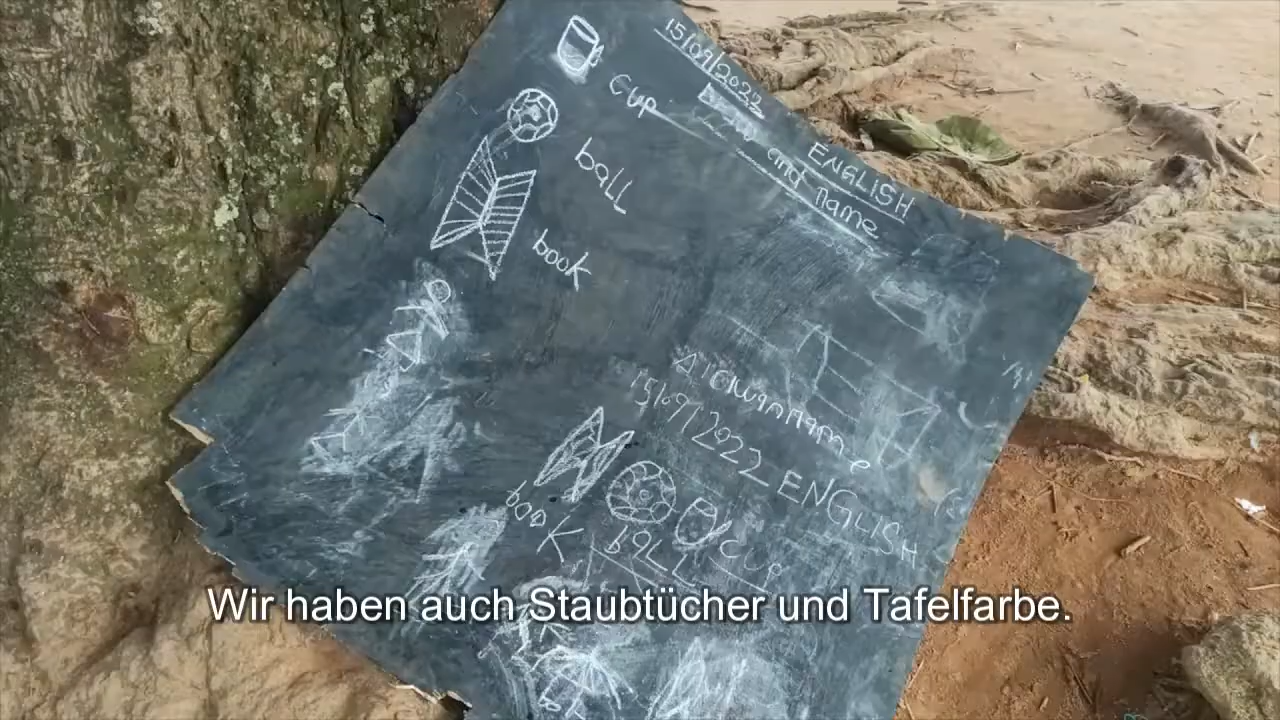 15/09/2022
ENGLISH
Draw and name
cup
ball
book
15/09/2022 ENGLISH
book
ball
cup
Wir haben auch Staubtücher und Tafelfarbe.